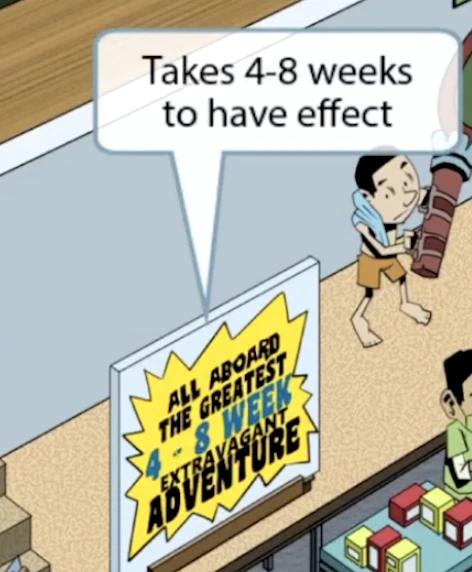 Takes 4-8 weeks
to have effect
ALL ABOARD
THE GREATEST
4 - 8 WEEK
EXTRAVAGANT
ADVENTURE